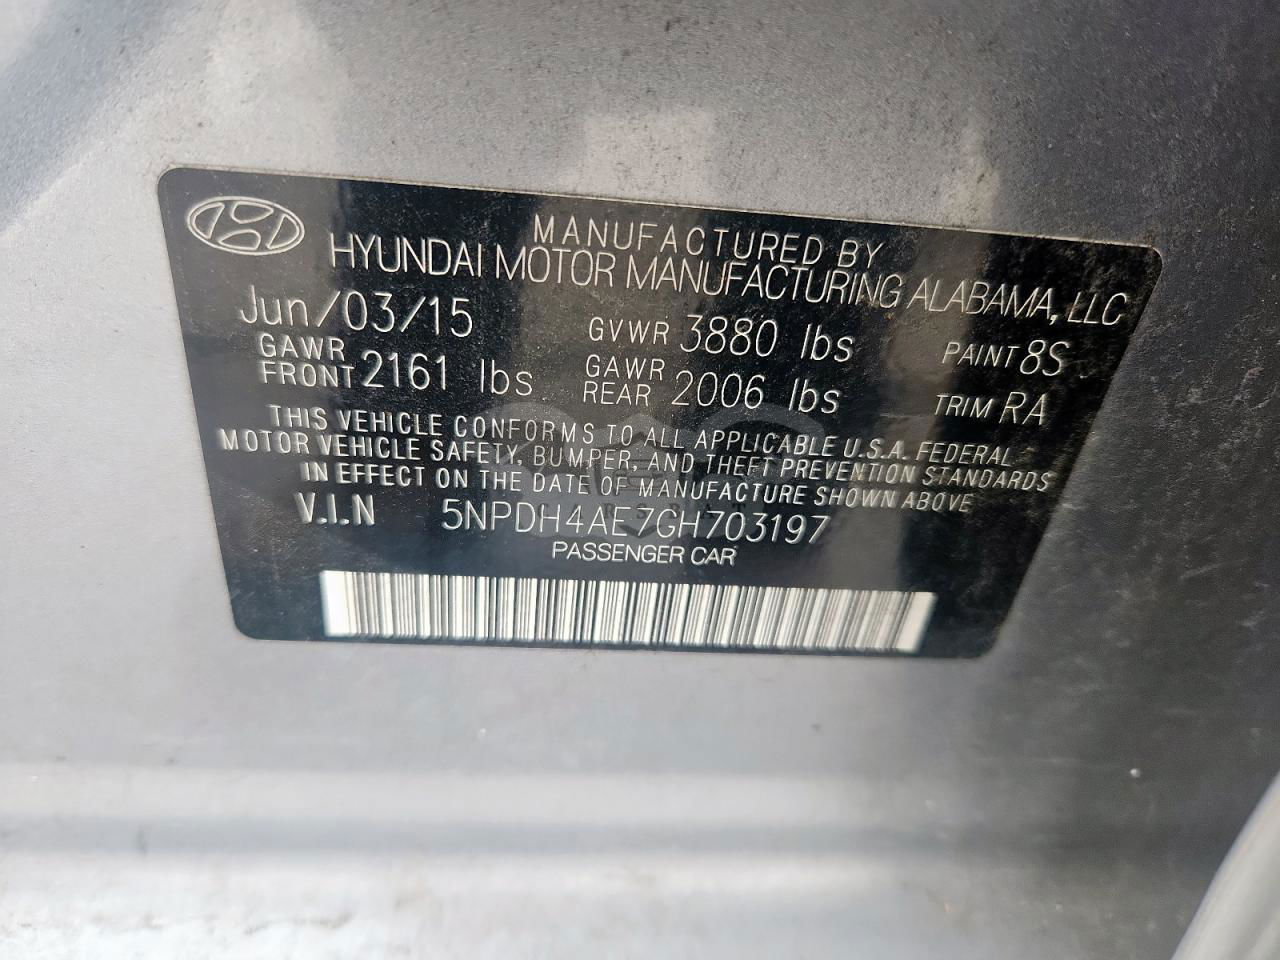 MANUFACTURED BY
HYUNDAI MOTOR MANUFACTURING ALABAMA, LLC
Jun/03/15 GVWR 3880 lbs PAINT 8S
GAWR FRONT 2161 lbs GAWR REAR 2006 lbs TRIM RA
THIS VEHICLE CONFORMS TO ALL APPLICABLE U.S.A. FEDERAL
MOTOR VEHICLE SAFETY, BUMPER, AND THEFT PREVENTION STANDARDS
IN EFFECT ON THE DATE OF MANUFACTURE SHOWN ABOVE
V.I.N 5NPDH4AE7GH703197
PASSENGER CAR